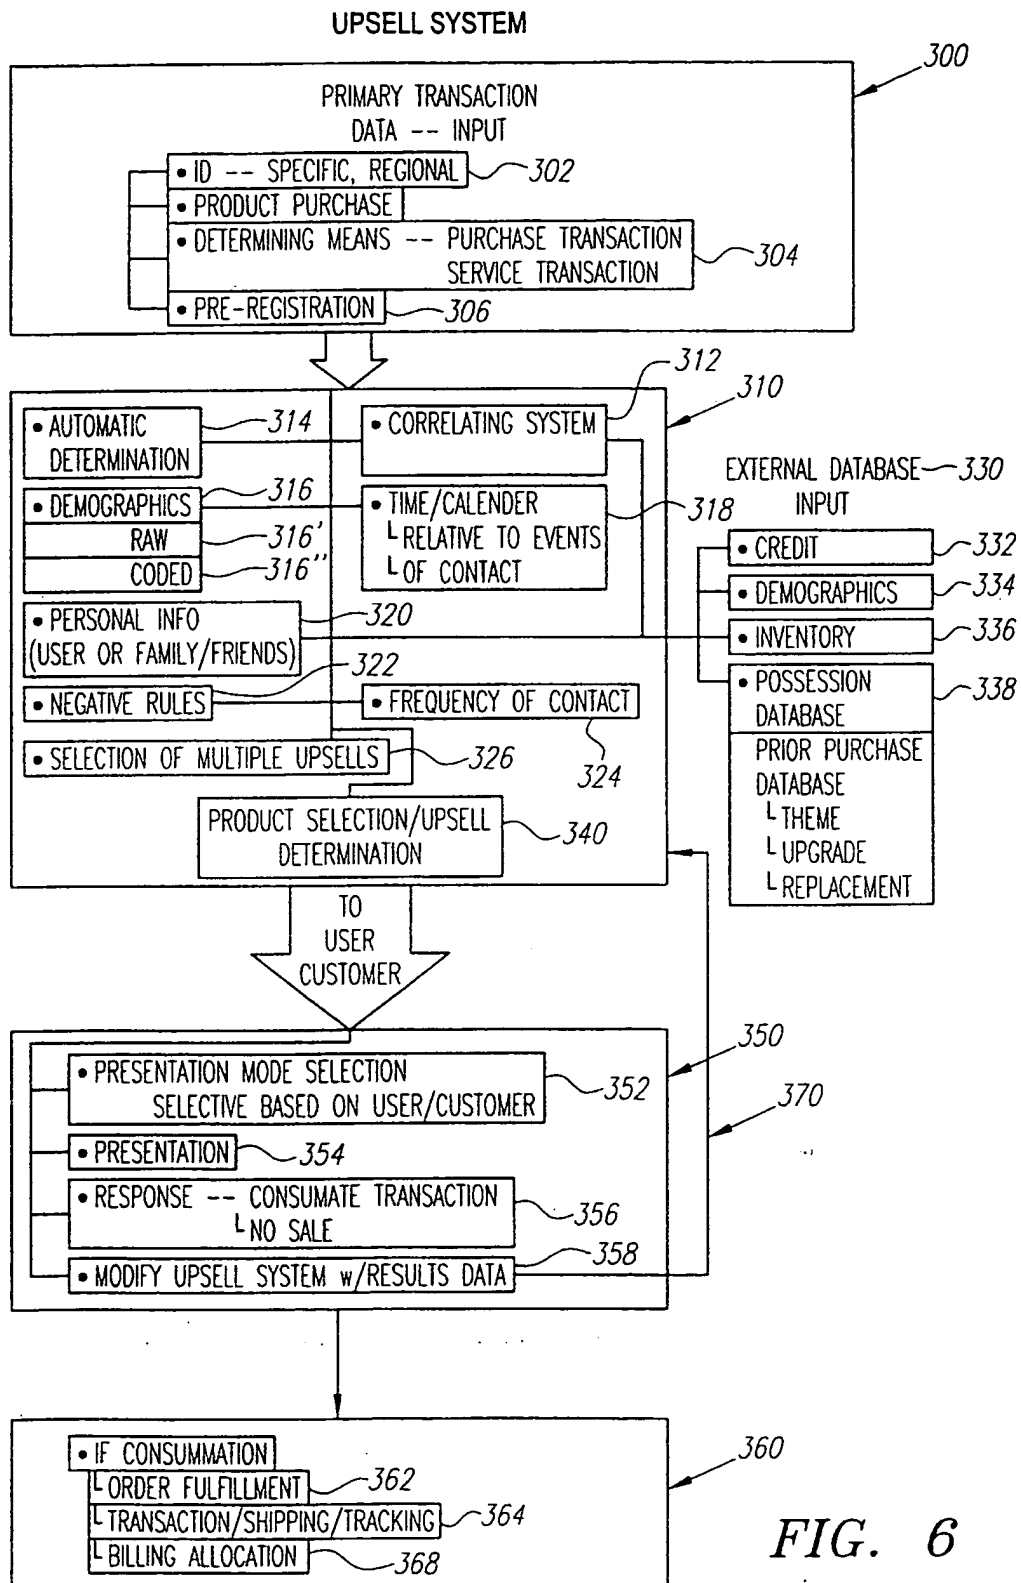 UPSELL SYSTEM
300
PRIMARY TRANSACTION
DATA -- INPUT
• ID -- SPECIFIC, REGIONAL 302
• PRODUCT PURCHASE
• DETERMINING MEANS -- PURCHASE TRANSACTION
SERVICE TRANSACTION 304
• PRE-REGISTRATION 306
310
• AUTOMATIC
DETERMINATION
314
• CORRELATING SYSTEM
312
• DEMOGRAPHICS 316
RAW 316'
CODED 316"
• TIME/CALENDER
└ RELATIVE TO EVENTS
└ OF CONTACT
318
• PERSONAL INFO
(USER OR FAMILY/FRIENDS)
320
• NEGATIVE RULES 322
• FREQUENCY OF CONTACT
324
• SELECTION OF MULTIPLE UPSELLS 326
PRODUCT SELECTION/UPSELL
DETERMINATION
340
EXTERNAL DATABASE 330
INPUT
• CREDIT 332
• DEMOGRAPHICS 334
• INVENTORY 336
• POSSESSION
DATABASE
338
PRIOR PURCHASE
DATABASE
└ THEME
└ UPGRADE
└ REPLACEMENT
TO
USER
CUSTOMER
350
• PRESENTATION MODE SELECTION
SELECTIVE BASED ON USER/CUSTOMER
352
• PRESENTATION 354
• RESPONSE -- CONSUMATE TRANSACTION
└ NO SALE
356
• MODIFY UPSELL SYSTEM w/RESULTS DATA 358
370
360
• IF CONSUMMATION
└ ORDER FULFILLMENT 362
└ TRANSACTION/SHIPPING/TRACKING 364
└ BILLING ALLOCATION 368
FIG. 6